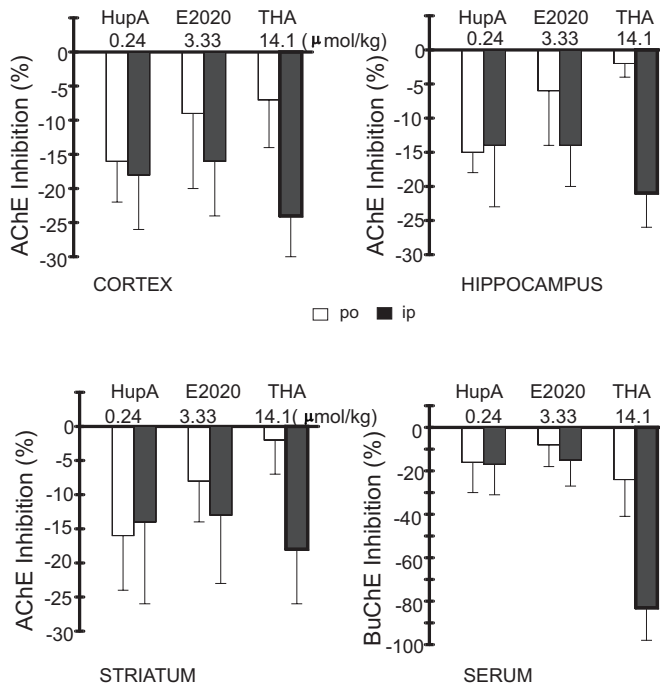 HupA E2020 THA
0.24 3.33 14.1 ( μmol/kg)
0
-5
-10
-15
-20
-25
-30
AChE Inhibition (%)
CORTEX
HupA E2020 THA
0.24 3.33 14.1
0
-5
-10
-15
-20
-25
-30
AChE Inhibition (%)
HIPPOCAMPUS
po ip
HupA E2020 THA
0.24 3.33 14.1( μmol/kg)
0
-5
-10
-15
-20
-25
-30
AChE Inhibition (%)
STRIATUM
HupA E2020 THA
0.24 3.33 14.1
0
-20
-40
-60
-80
-100
BuChE Inhibition (%)
SERUM